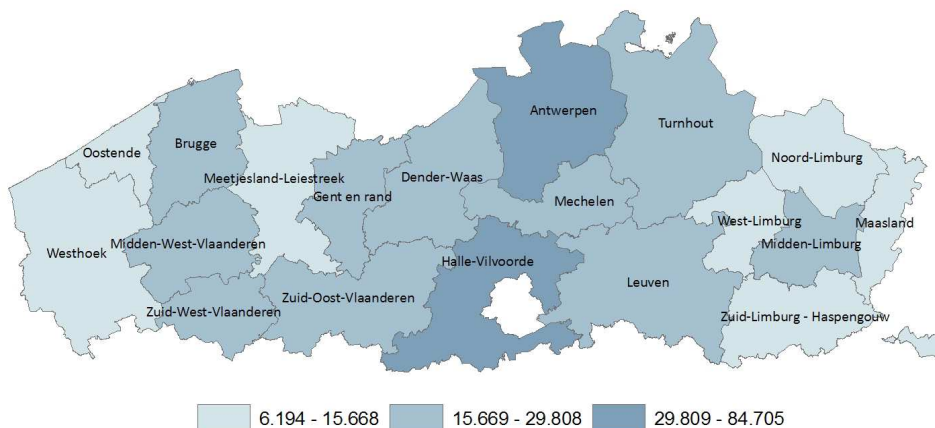 Antwerpen
Turnhout
Brugge
Oostende
Noord-Limburg
Meetjesland-Leiestreek
Dender-Waas
Gent en rand
Mechelen
West-Limburg
Maasland
Midden-West-Vlaanderen
Midden-Limburg
Westhoek
Halle-Vilvoorde
Leuven
Zuid-Oost-Vlaanderen
Zuid-West-Vlaanderen
Zuid-Limburg - Haspengouw
6.194 - 15.668 15.669 - 29.808 29.809 - 84.705